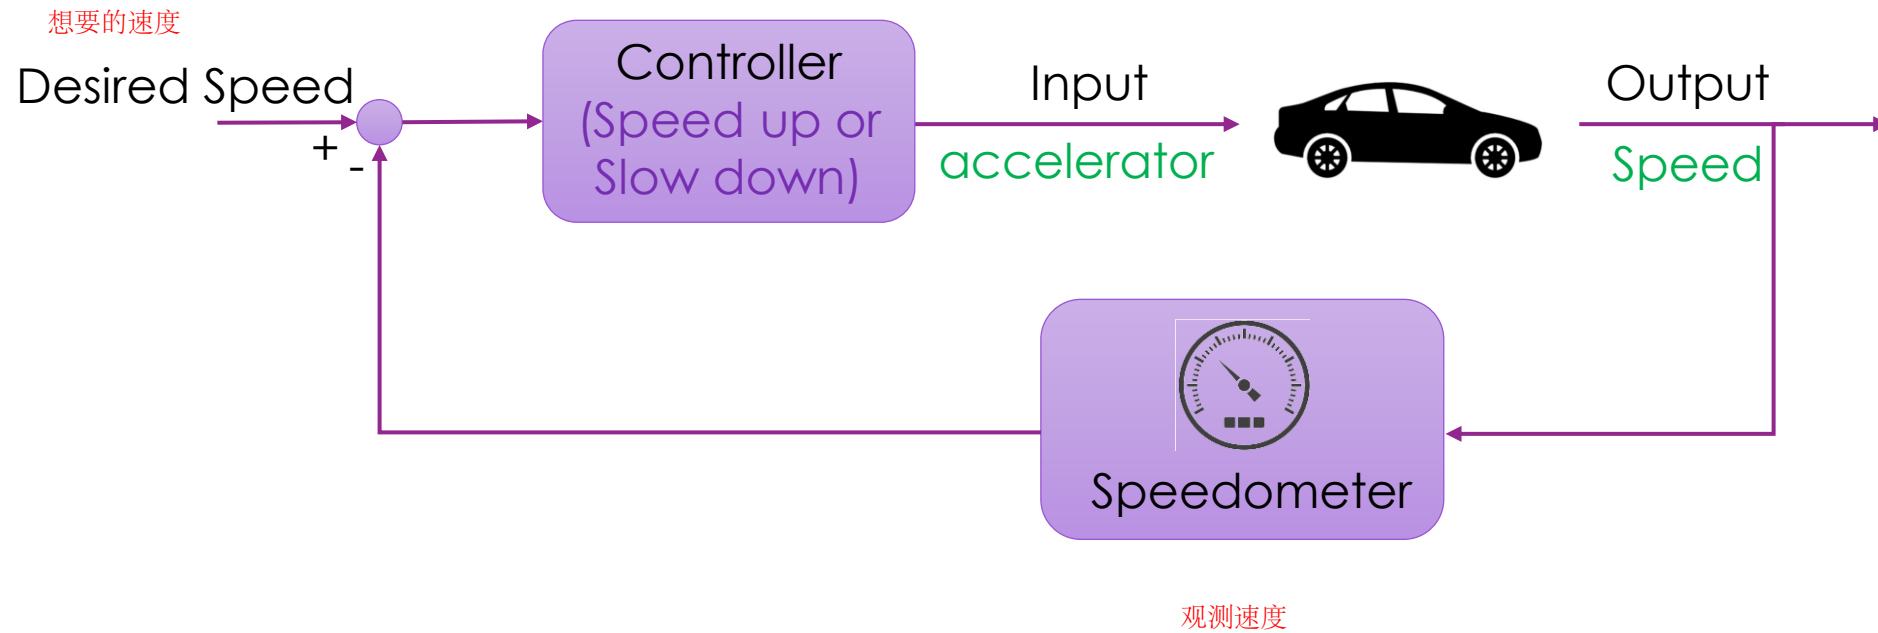 想要的速度
Desired Speed
+
-
Controller
(Speed up or
Slow down)
Input
accelerator
Output
Speed
Speedometer
观测速度